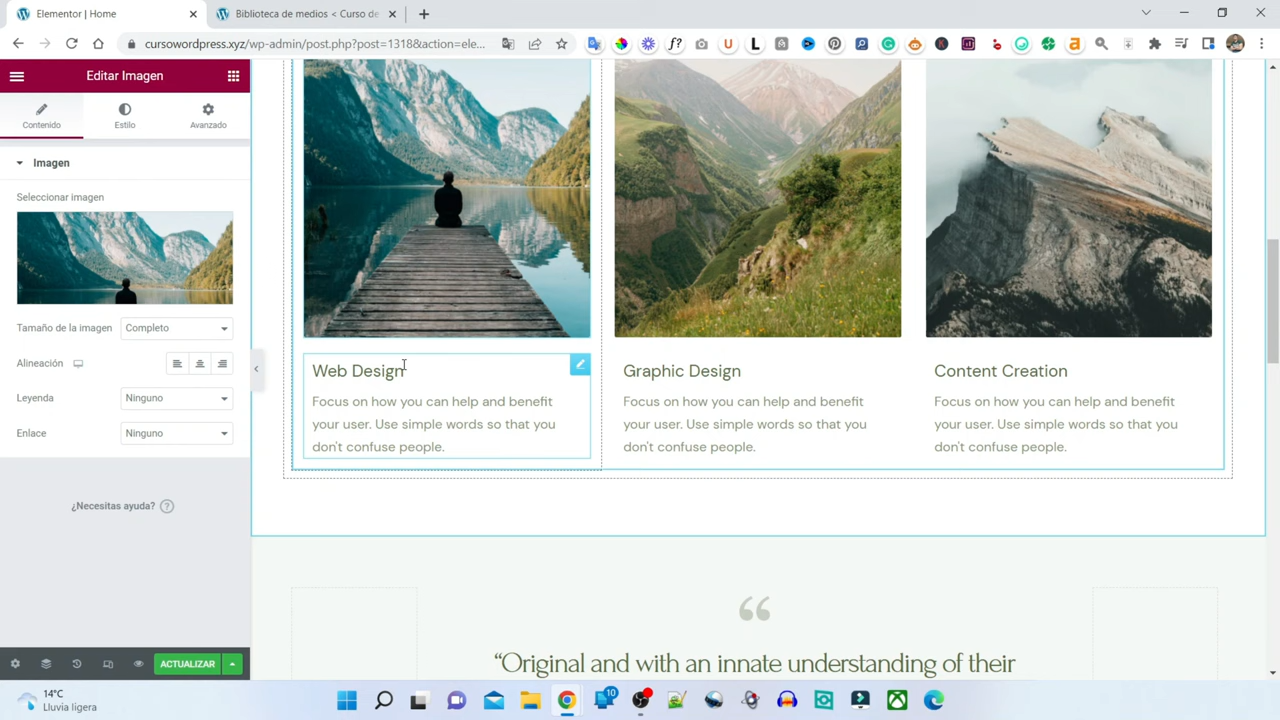 Elementor | Home
Biblioteca de medios < Curso de
cursowordpress.xyz/wp-admin/post.php?post=1318&action=ele...
Editar Imagen
Contenido
Estilo
Avanzado
Imagen
Seleccionar imagen
Tamaño de la imagen
Completo
Alineación
Leyenda
Ninguno
Enlace
Ninguno
¿Necesitas ayuda? ?
ACTUALIZAR
Web Design
Focus on how you can help and benefit
your user. Use simple words so that you
don't confuse people.
Graphic Design
Focus on how you can help and benefit
your user. Use simple words so that you
don't confuse people.
Content Creation
Focus on how you can help and benefit
your user. Use simple words so that you
don't confuse people.
“
“Original and with an innate understanding of their
14°C
Lluvia ligera
10